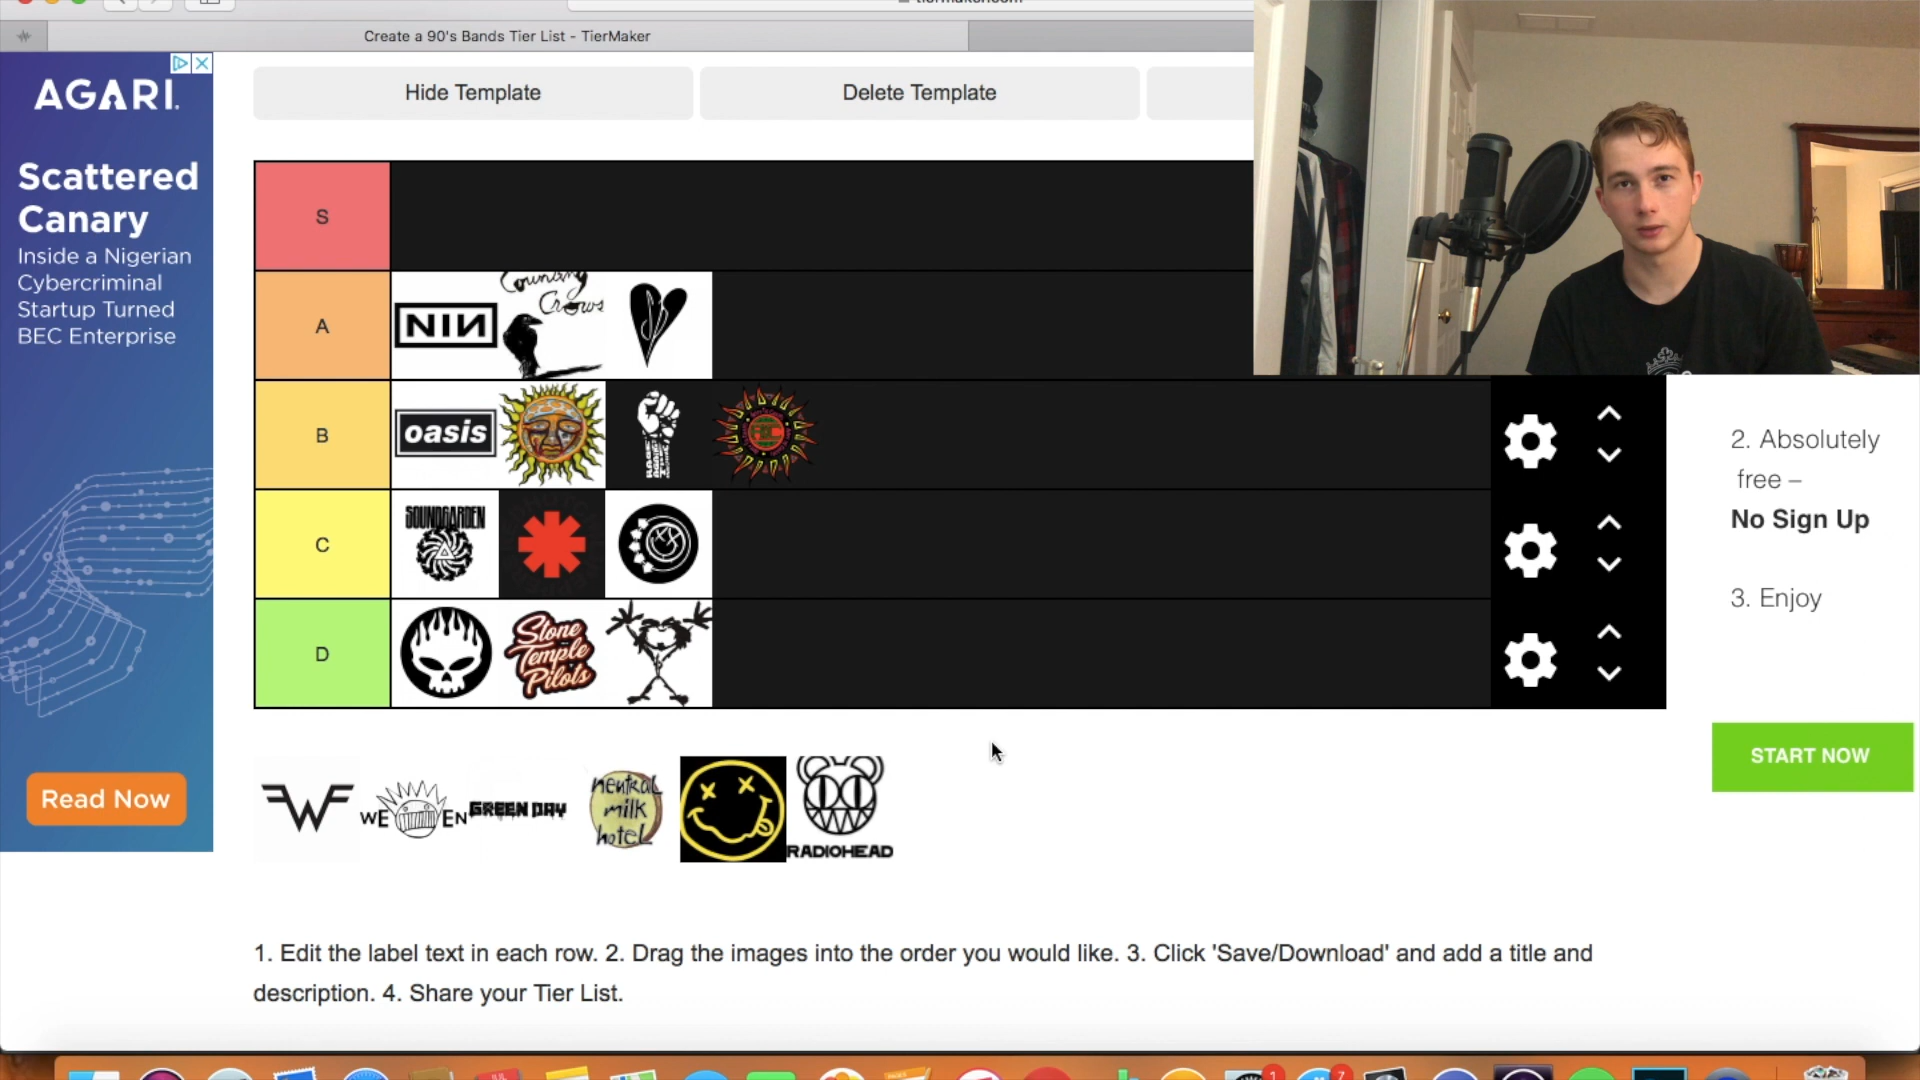 Create a 90's Bands Tier List - TierMaker
AGARI.
Scattered
Canary
Inside a Nigerian
Cybercriminal
Startup Turned
BEC Enterprise
Read Now
Hide Template
Delete Template
S
A
NIN
Counting
Crows
B
oasis
C
SOUNDGARDEN
D
Stone
Temple
Pilots
W
WEEN
GREEN DAY
neutral
milk
hotel
RADIOHEAD
2. Absolutely
free –
No Sign Up
3. Enjoy
START NOW
1. Edit the label text in each row. 2. Drag the images into the order you would like. 3. Click 'Save/Download' and add a title and
description. 4. Share your Tier List.
1
7